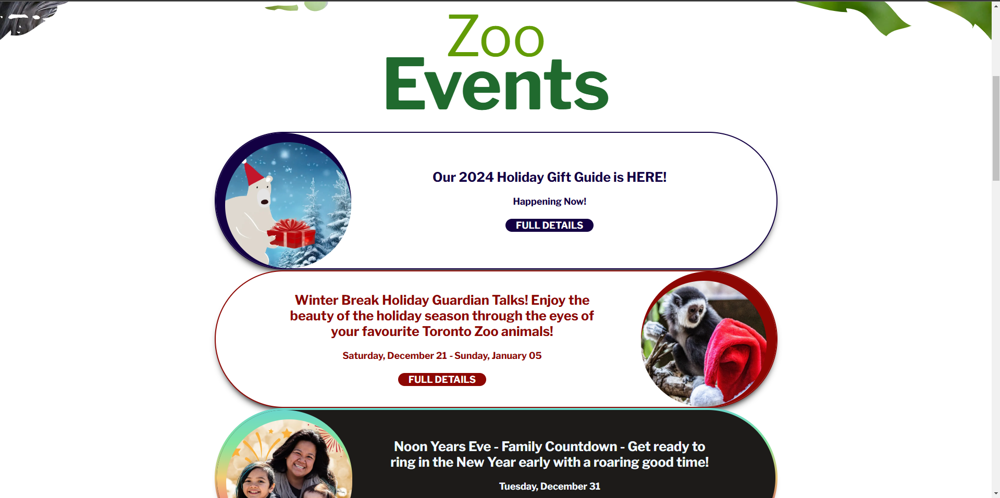 Zoo
Events
Our 2024 Holiday Gift Guide is HERE!
Happening Now!
FULL DETAILS
Winter Break Holiday Guardian Talks! Enjoy the
beauty of the holiday season through the eyes of
your favourite Toronto Zoo animals!
Saturday, December 21 - Sunday, January 05
FULL DETAILS
Noon Years Eve - Family Countdown - Get ready to
ring in the New Year early with a roaring good time!
Tuesday, December 31